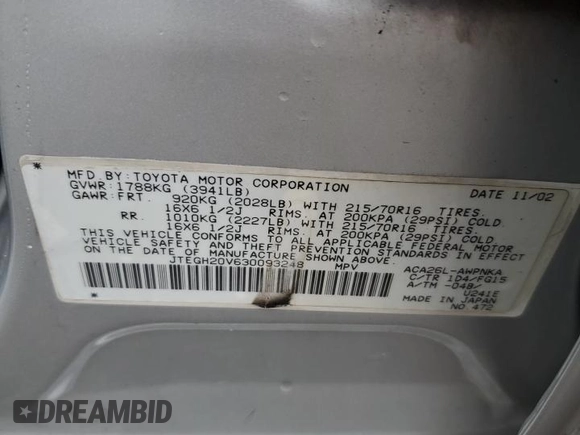 MFD. BY: TOYOTA MOTOR CORPORATION DATE 11/02
GVWR: 1788KG (3941LB)
GAWR: FRT. 920KG (2028LB) WITH 215/70R16 TIRES.
16X6 1/2J RIMS. AT 200KPA (29PSI) COLD
RR. 1010KG (2227LB) WITH 215/70R16 TIRES.
16X6 1/2J RIMS. AT 200KPA (29PSI) COLD
THIS VEHICLE CONFORMS TO ALL APPLICABLE FEDERAL MOTOR
VEHICLE SAFETY AND THEFT PREVENTION STANDARDS IN EFFECT
ON THE DATE OF MANUFACTURE SHOWN ABOVE.
JTEGH20V630093248 MPV
ACA26L-AWPNKA
C/TR 1D4/FG15
A/TM -04B/
U241E
MADE IN JAPAN
NO. 472
DREAMBID